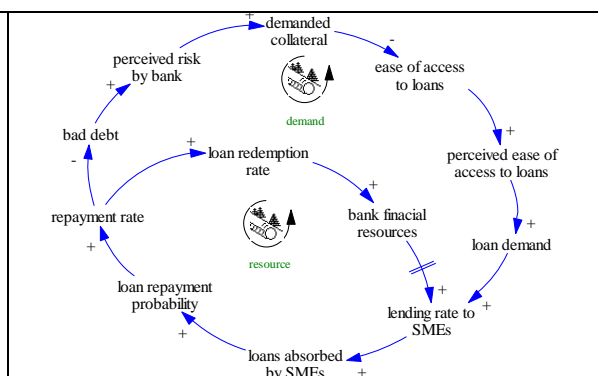 demanded
collateral
perceived risk
by bank
ease of access
to loans
demand
bad debt
loan redemption
rate
perceived ease of
access to loans
repayment rate
bank finacial
resources
loan demand
resource
loan repayment
probability
lending rate to
SMEs
loans absorbed
by SMEs
+
-
+
+
-
+
+
+
+
+
+
+
+
+